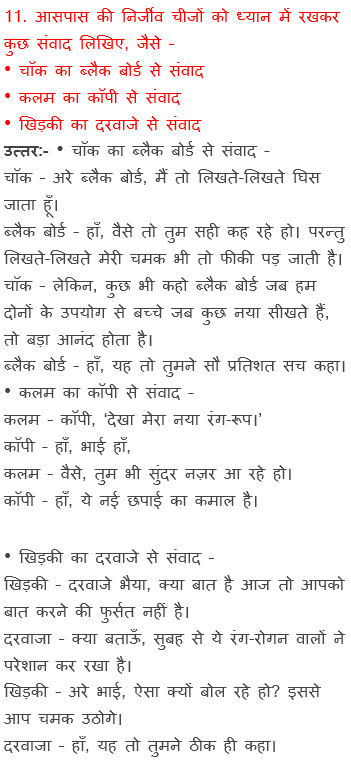 11. आसपास की निर्जीव चीजों को ध्यान में रखकर
कुछ संवाद लिखिए, जैसे –
• चॉक का ब्लैक बोर्ड से संवाद
• कलम का कॉपी से संवाद
• खिड़की का दरवाजे से संवाद
उत्तर:- • चॉक का ब्लैक बोर्ड से संवाद –
चॉक – अरे ब्लैक बोर्ड, मैं तो लिखते-लिखते घिस
जाता हूँ।
ब्लैक बोर्ड – हाँ, वैसे तो तुम सही कह रहे हो। परन्तु
लिखते-लिखते मेरी चमक भी तो फीकी पड़ जाती है।
चॉक – लेकिन, कुछ भी कहो ब्लैक बोर्ड जब हम
दोनों के उपयोग से बच्चे जब कुछ नया सीखते हैं,
तो बड़ा आनंद होता है।
ब्लैक बोर्ड – हाँ, यह तो तुमने सौ प्रतिशत सच कहा।
• कलम का कॉपी से संवाद –
कलम – कॉपी, ‘देखा मेरा नया रंग-रूप।’
कॉपी – हाँ, भाई हाँ,
कलम – वैसे, तुम भी सुंदर नज़र आ रहे हो।
कॉपी – हाँ, ये नई छपाई का कमाल है।
• खिड़की का दरवाजे से संवाद –
खिड़की – दरवाजे भैया, क्या बात है आज तो आपको
बात करने की फुर्सत नहीं है।
दरवाजा – क्या बताऊँ, सुबह से ये रंग-रोगन वालों ने
परेशान कर रखा है।
खिड़की – अरे भाई, ऐसा क्यों बोल रहे हो? इससे
आप चमक उठोगे।
दरवाजा – हाँ, यह तो तुमने ठीक ही कहा।